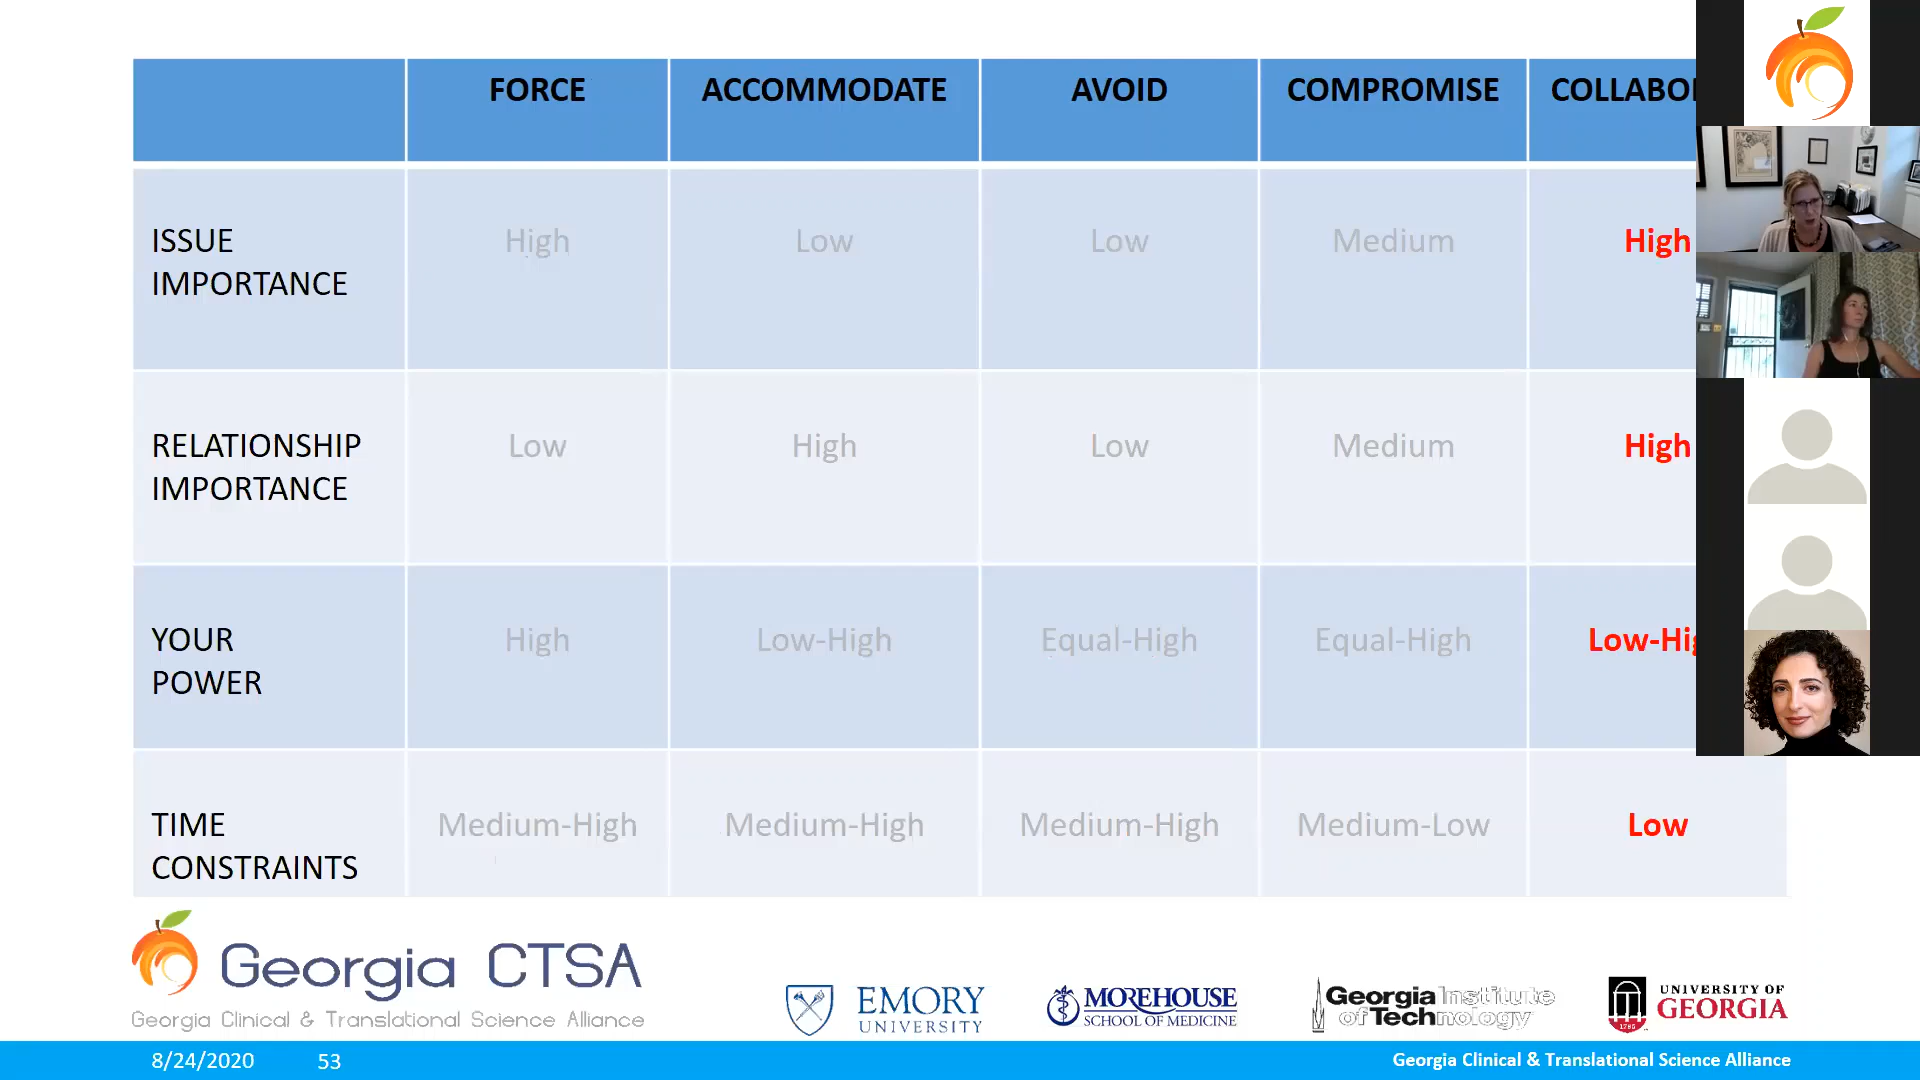 FORCE ACCOMMODATE AVOID COMPROMISE COLLABO
ISSUE
IMPORTANCE
High Low Low Medium High
RELATIONSHIP
IMPORTANCE
Low High Low Medium High
YOUR
POWER
High Low-High Equal-High Equal-High Low-Hig
TIME
CONSTRAINTS
Medium-High Medium-High Medium-High Medium-Low Low
Georgia CTSA
Georgia Clinical & Translational Science Alliance
EMORY
UNIVERSITY
MOREHOUSE
SCHOOL OF MEDICINE
Georgia Institute
of Technology
1785
UNIVERSITY OF
GEORGIA
8/24/2020 53 Georgia Clinical & Translational Science Alliance